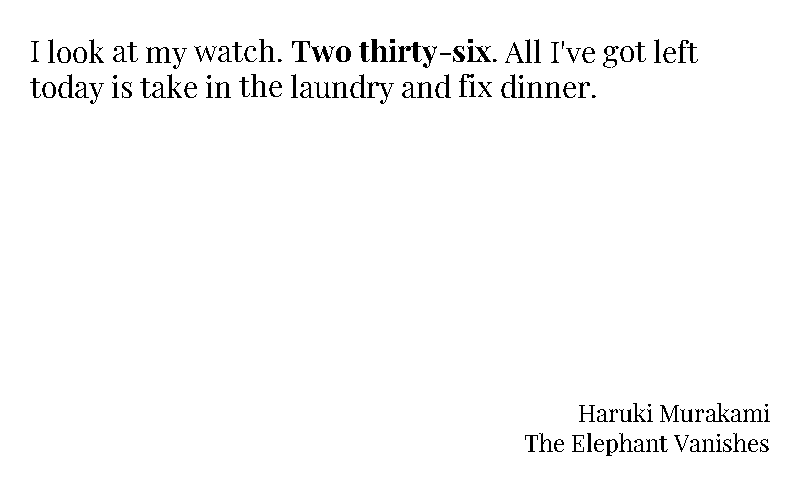 I look at my watch. Two thirty-six. All I've got left
today is take in the laundry and fix dinner.
Haruki Murakami
The Elephant Vanishes